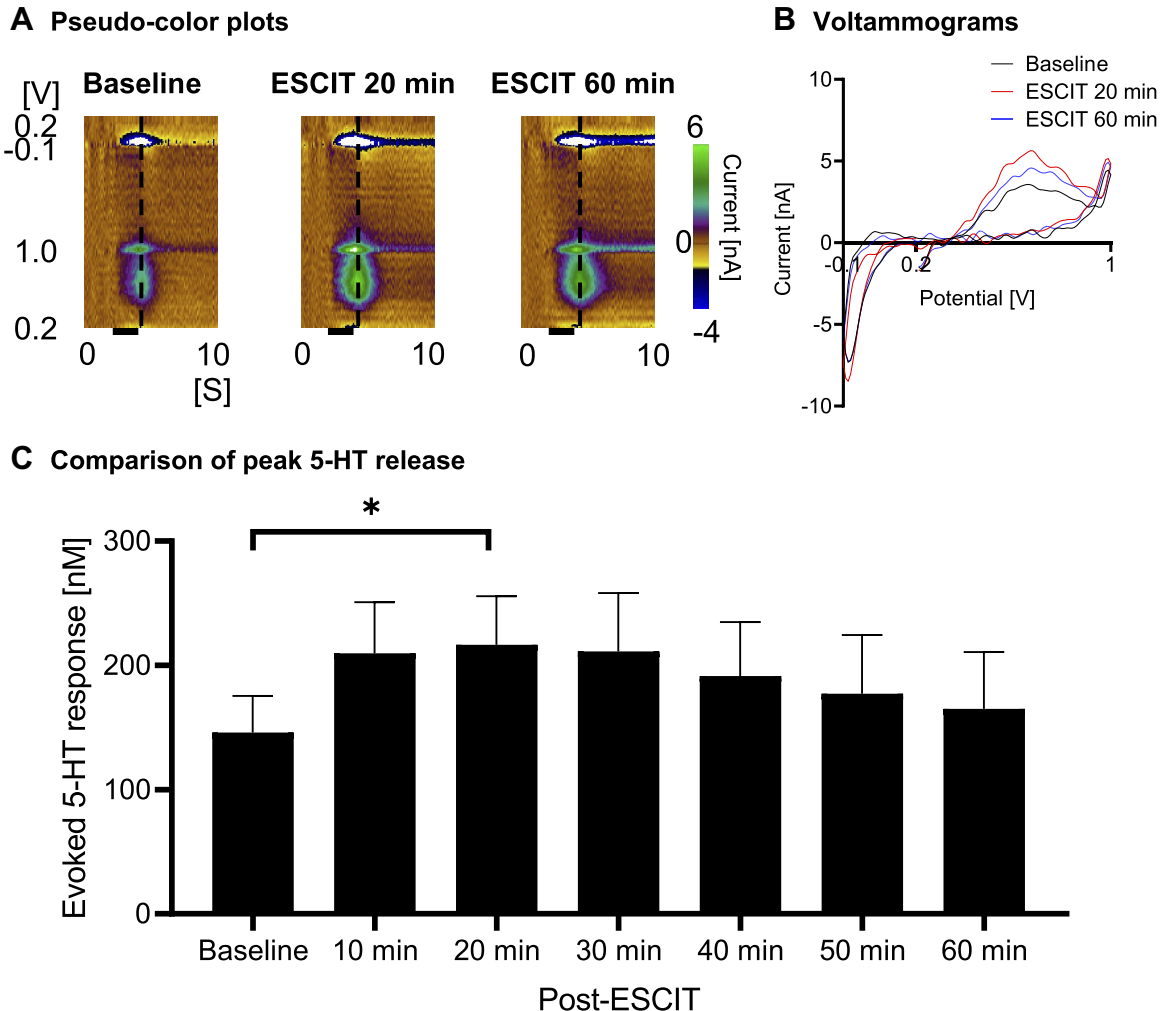 A Pseudo-color plots
Baseline ESCIT 20 min ESCIT 60 min
[V]
0.2
-0.1
1.0
0.2
0 10 0 10 0 10
[S]
6
0
-4
Current [nA]
B Voltammograms
Baseline
ESCIT 20 min
ESCIT 60 min
10
5
0
-5
-10
Current [nA]
-0.1 0.2 1
Potential [V]
C Comparison of peak 5-HT release
*
300
200
100
0
Evoked 5-HT response [nM]
Baseline 10 min 20 min 30 min 40 min 50 min 60 min
Post-ESCIT